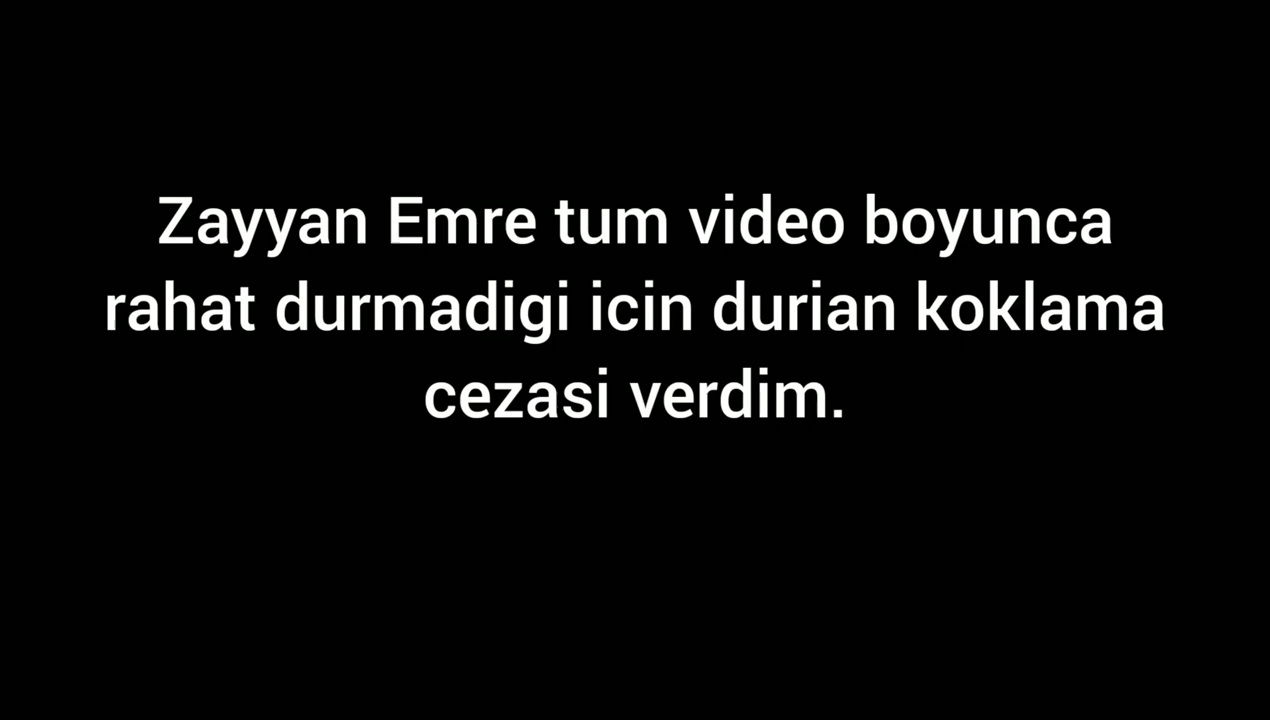 Zayyan Emre tum video boyunca
rahat durmadigi icin durian koklama
cezasi verdim.